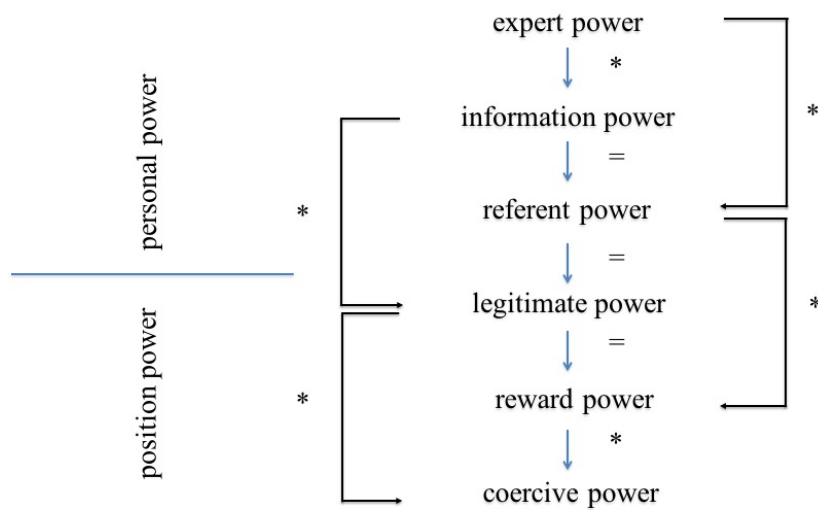 expert power
*
information power
=
referent power
=
legitimate power
=
reward power
*
coercive power
*
*
*
*
personal power
position power